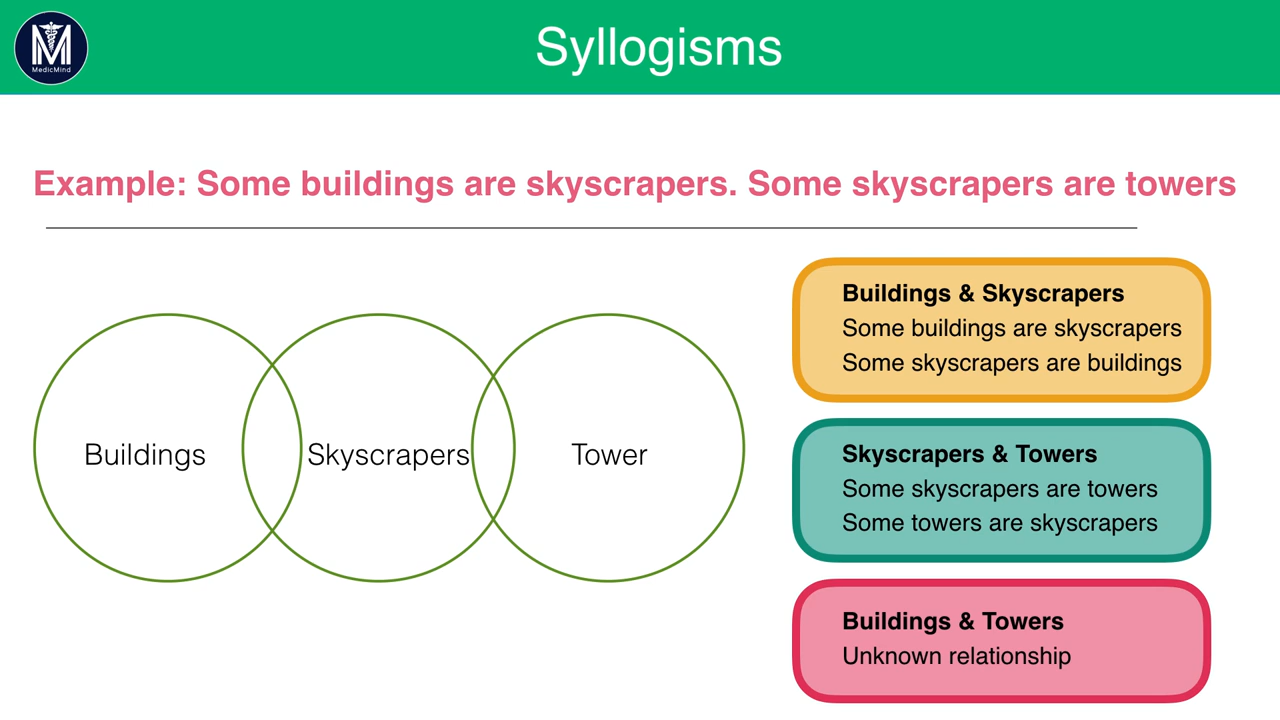 MedicMind
Syllogisms
Example: Some buildings are skyscrapers. Some skyscrapers are towers
Buildings
Skyscrapers
Tower
Buildings & Skyscrapers
Some buildings are skyscrapers
Some skyscrapers are buildings
Skyscrapers & Towers
Some skyscrapers are towers
Some towers are skyscrapers
Buildings & Towers
Unknown relationship